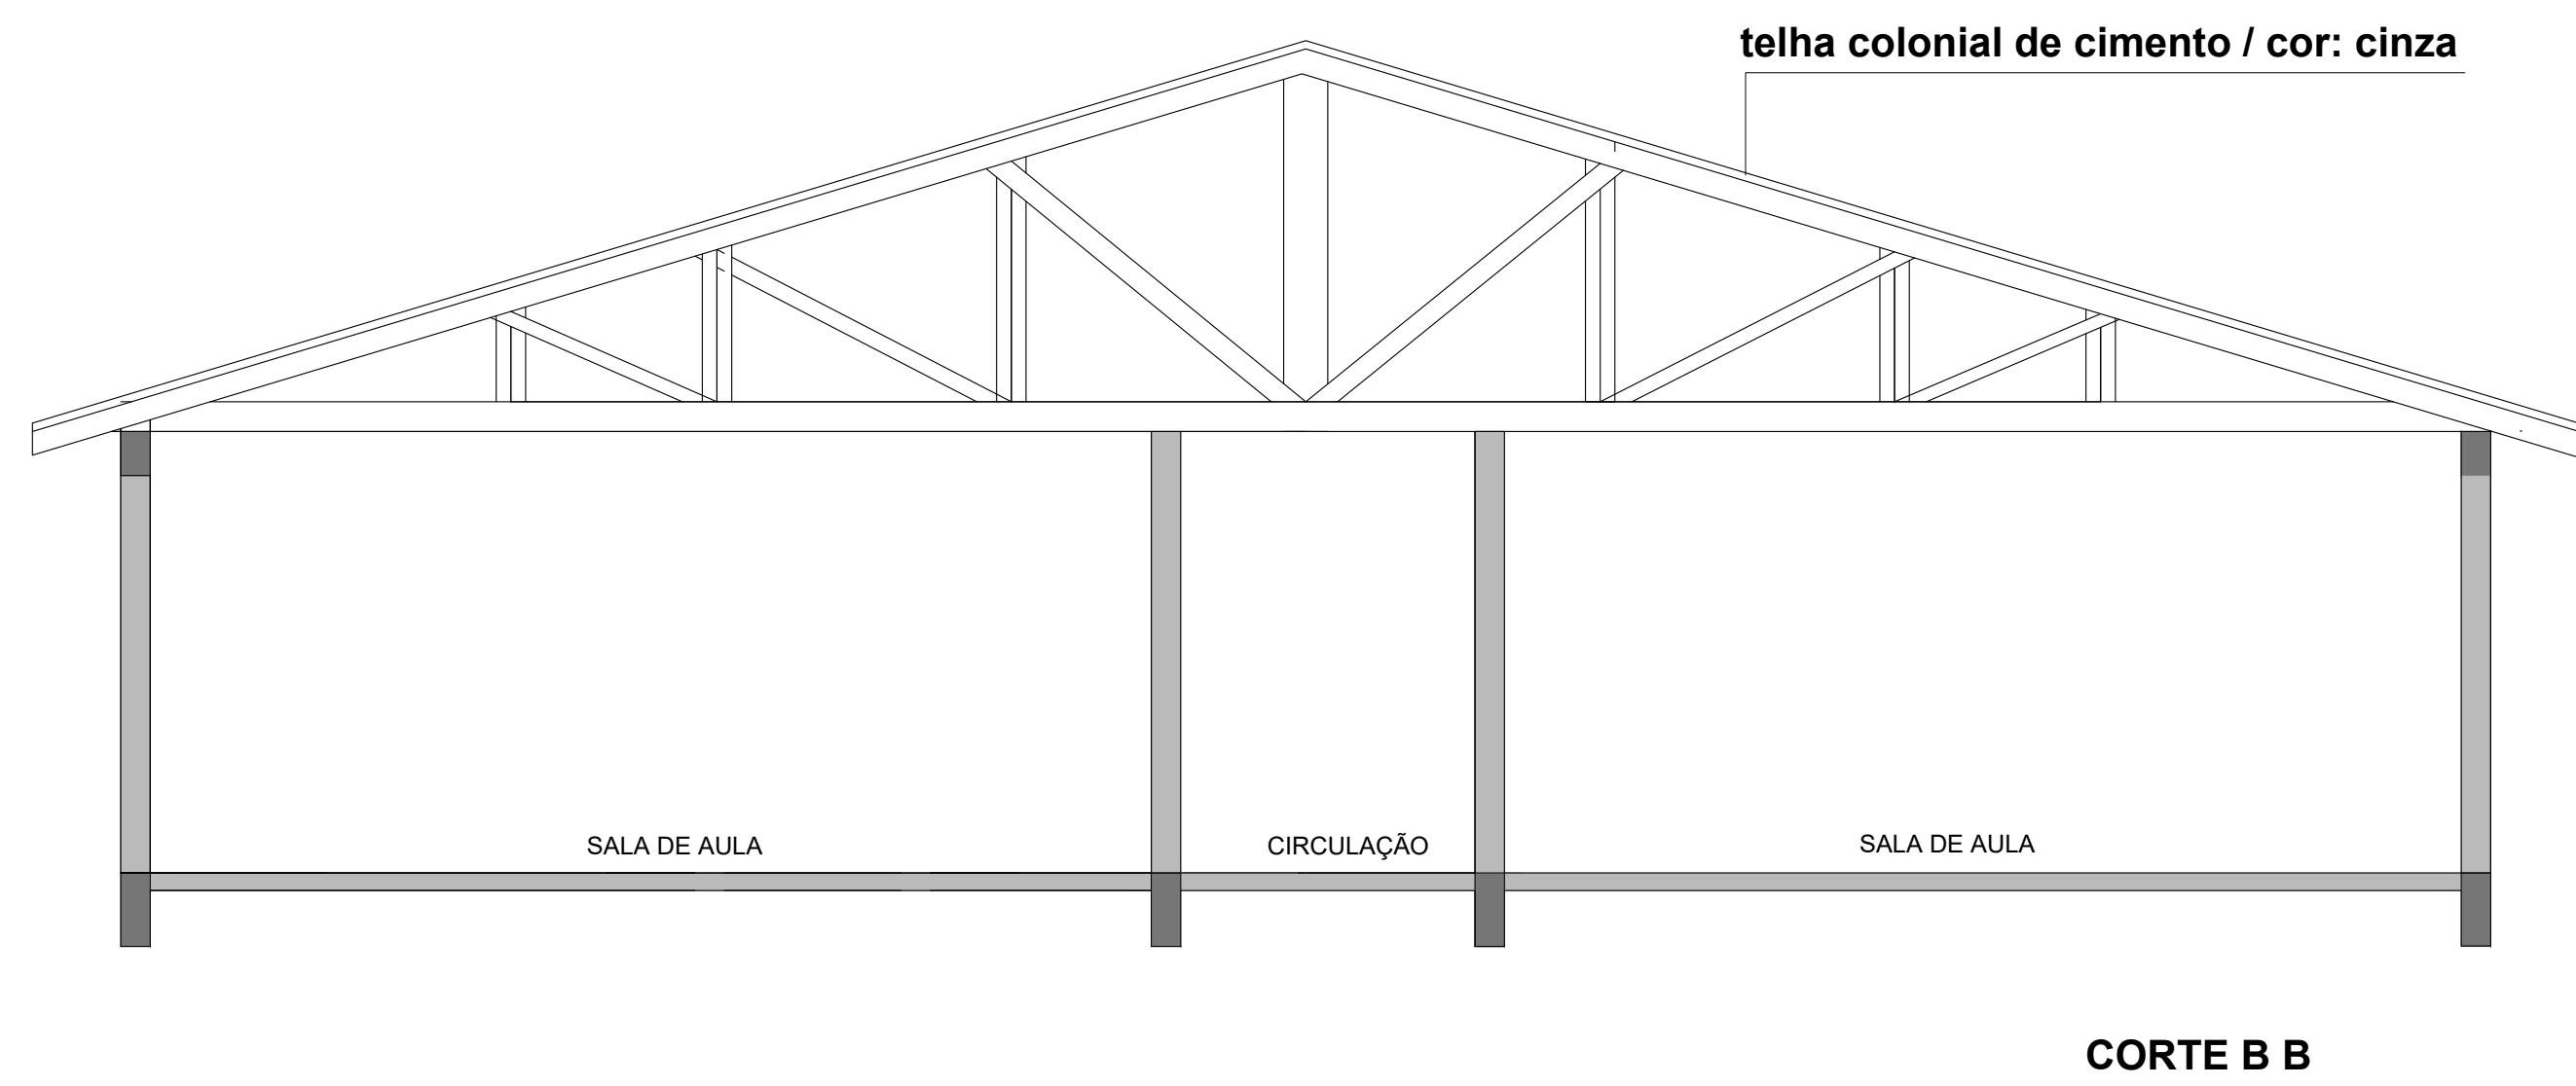 telha colonial de cimento / cor: cinza
SALA DE AULA
CIRCULAÇÃO
SALA DE AULA
CORTE B B